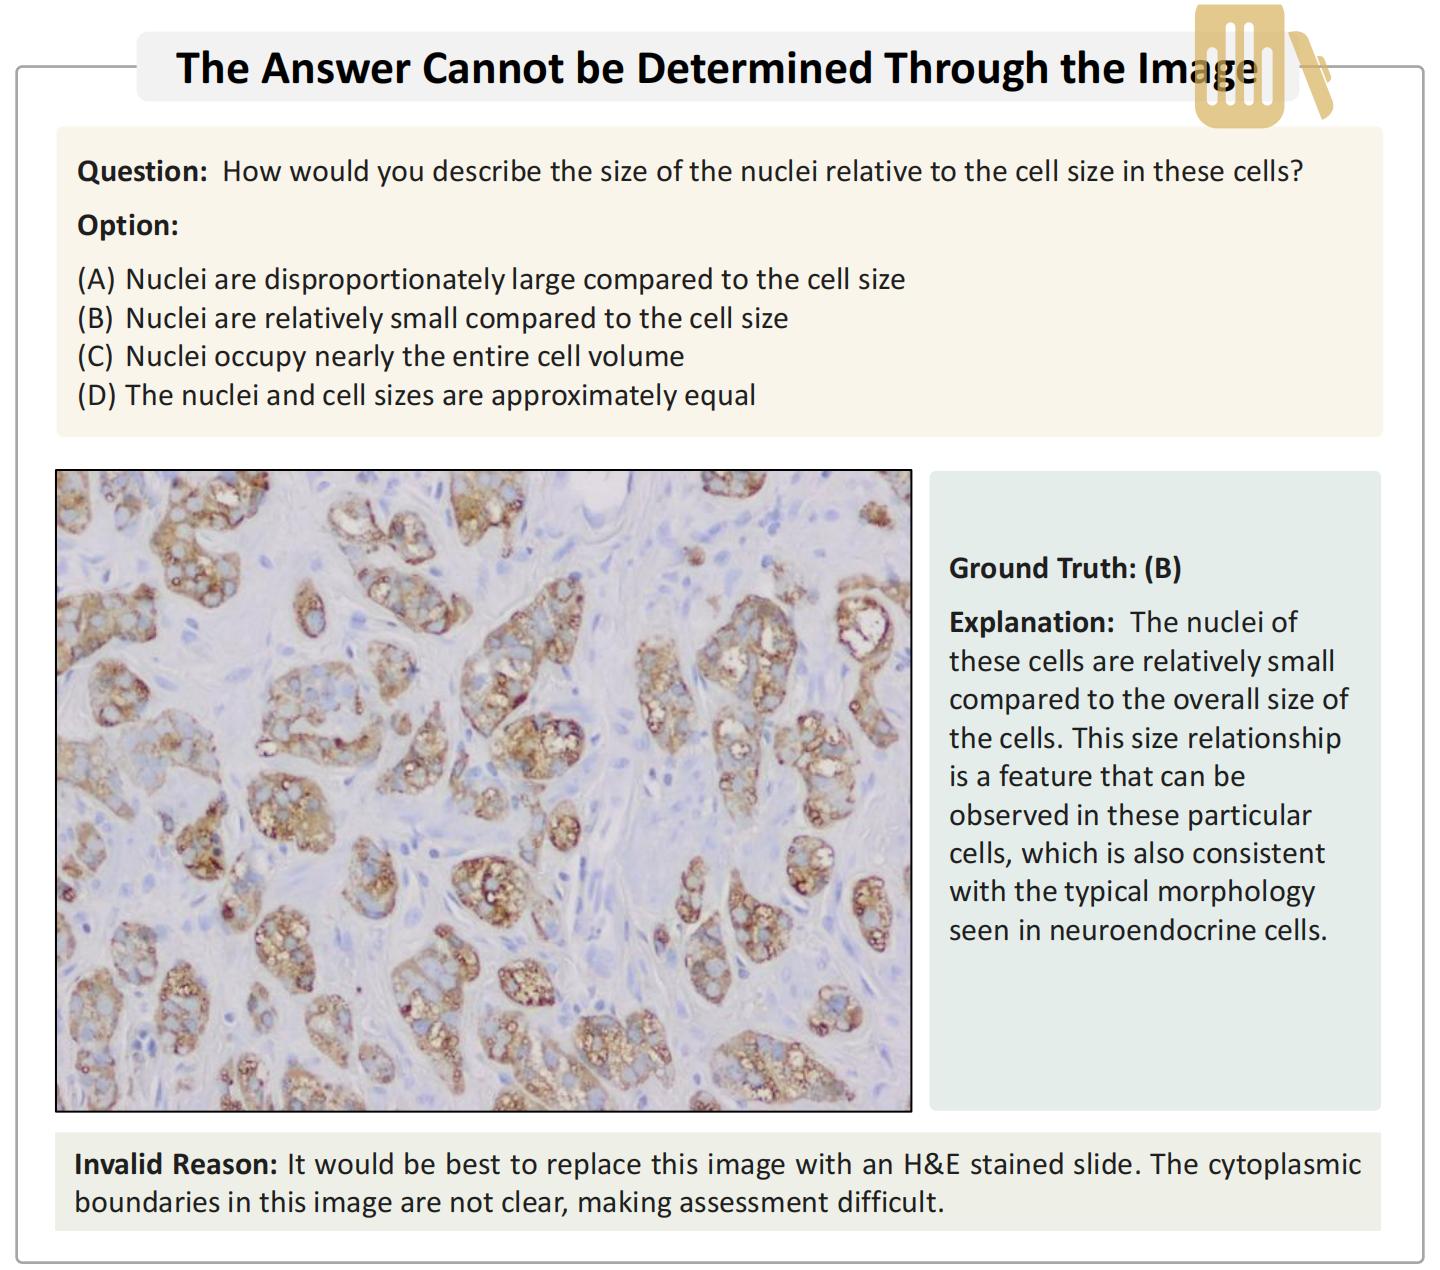 The Answer Cannot be Determined Through the Image
Question: How would you describe the size of the nuclei relative to the cell size in these cells?
Option:
(A) Nuclei are disproportionately large compared to the cell size
(B) Nuclei are relatively small compared to the cell size
(C) Nuclei occupy nearly the entire cell volume
(D) The nuclei and cell sizes are approximately equal
Ground Truth: (B)
Explanation: The nuclei of
these cells are relatively small
compared to the overall size of
the cells. This size relationship
is a feature that can be
observed in these particular
cells, which is also consistent
with the typical morphology
seen in neuroendocrine cells.
Invalid Reason: It would be best to replace this image with an H&E stained slide. The cytoplasmic
boundaries in this image are not clear, making assessment difficult.